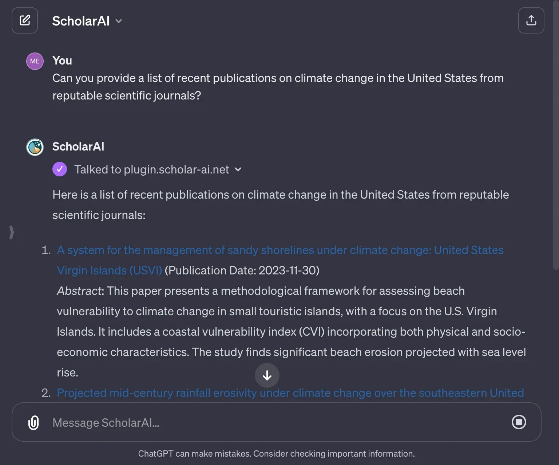 ScholarAI
ME You
Can you provide a list of recent publications on climate change in the United States from
reputable scientific journals?
ScholarAI
Talked to plugin.scholar-ai.net
Here is a list of recent publications on climate change in the United States from reputable
scientific journals:
1. A system for the management of sandy shorelines under climate change: United States
Virgin Islands (USVI) (Publication Date: 2023-11-30)
Abstract: This paper presents a methodological framework for assessing beach
vulnerability to climate change in small touristic islands, with a focus on the U.S. Virgin
Islands. It includes a coastal vulnerability index (CVI) incorporating both physical and socio-
economic characteristics. The study finds significant beach erosion projected with sea level
rise.
2. Projected mid-century rainfall erosivity under climate change over the southeastern United
Message ScholarAI...
ChatGPT can make mistakes. Consider checking important information.